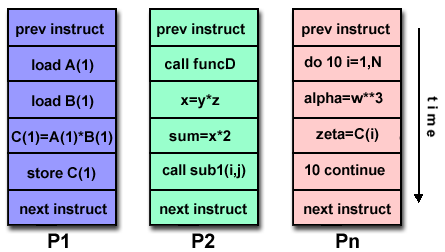 prev instruct
load A(1)
load B(1)
C(1)=A(1)*B(1)
store C(1)
next instruct
P1
prev instruct
call funcD
x=y*z
sum=x*2
call sub1(i,j)
next instruct
P2
prev instruct
do 10 i=1,N
alpha=w**3
zeta=C(i)
10 continue
next instruct
Pn
time